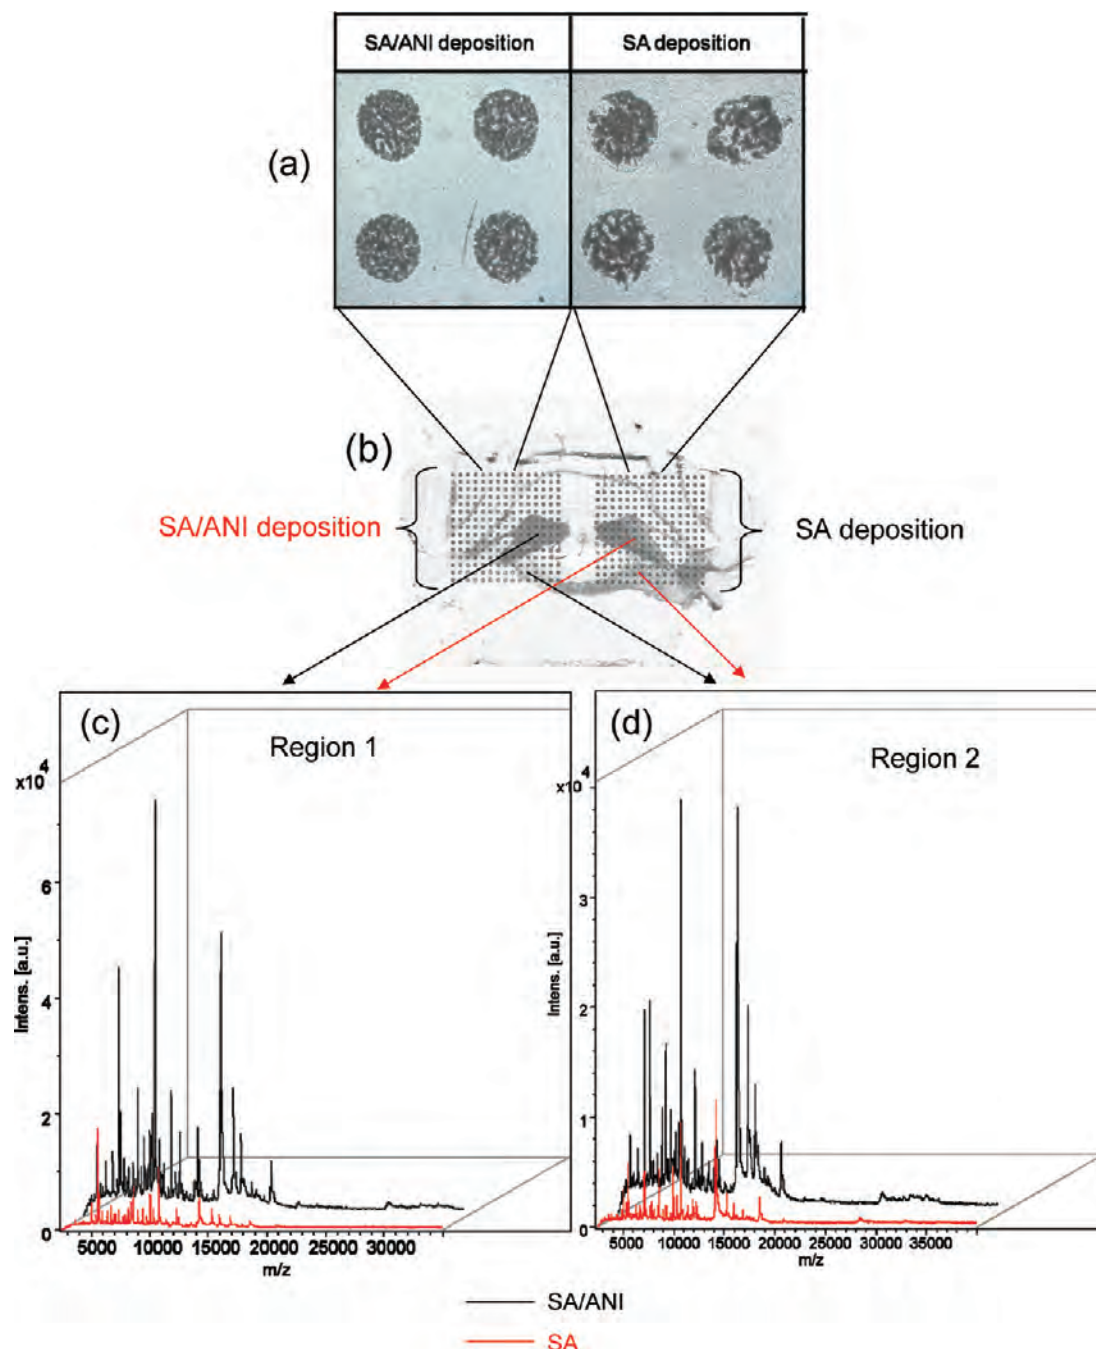 SA/ANI deposition SA deposition
(a)
(b)
SA/ANI deposition
SA deposition
(c)
Region 1
x10 4
6
4
2
0
Intens. [a.u.]
50000 10000 15000 20000 25000 30000
m/z
(d)
Region 2
x10 4
3
2
1
0
Intens. [a.u.]
5000 10000 15000 20000 25000 30000 35000
m/z
SA/ANI
SA